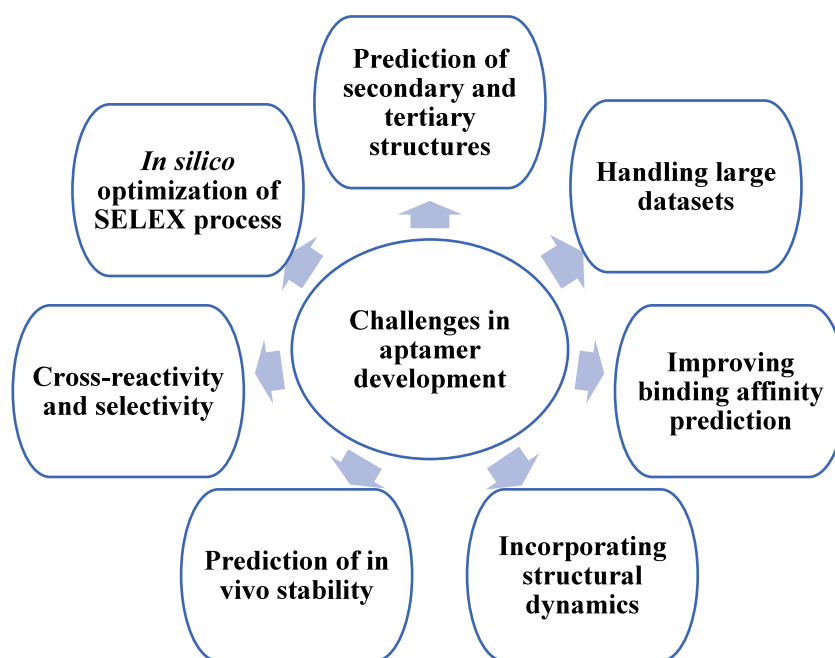 Prediction of
secondary and
tertiary
structures
Handling large
datasets
Improving
binding affinity
prediction
Incorporating
structural
dynamics
Prediction of in
vivo stability
Cross-reactivity
and selectivity
In silico
optimization of
SELEX process
Challenges in
aptamer
development